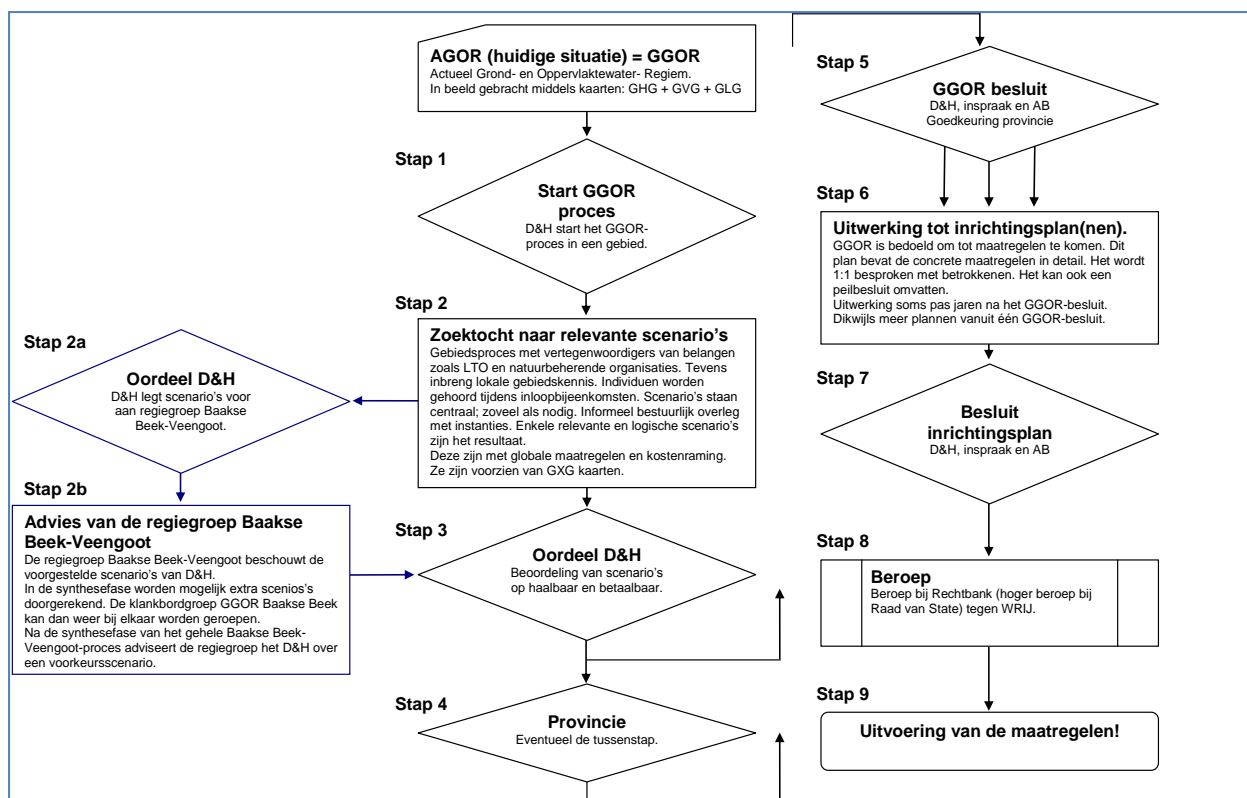 AGOR (huidige situatie) = GGOR
Actueel Grond- en Oppervlaktewater- Regiem.
In beeld gebracht middels kaarten: GHG + GVG + GLG
Stap 1
Start GGOR
proces
D&H start het GGOR-
proces in een gebied.
Stap 2
Zoektocht naar relevante scenario's
Gebiedsproces met vertegenwoordigers van belangen
zoals LTO en natuurbeherende organisaties. Tevens
inbreng lokale gebiedskennis. Individuen worden
gehoord tijdens inloopbijeenkomsten. Scenario's staan
centraal; zoveel als nodig. Informeel bestuurlijk overleg
met instanties. Enkele relevante en logische scenario's
zijn het resultaat.
Deze zijn met globale maatregelen en kostenraming.
Ze zijn voorzien van GXG kaarten.
Stap 2a
Oordeel D&H
D&H legt scenario's voor
aan regiegroep Baakse
Beek-Veengoot.
Stap 2b
Advies van de regiegroep Baakse
Beek-Veengoot
De regiegroep Baakse Beek-Veengoot beschouwt de
voorgestelde scenario's van D&H.
In de synthesefase worden mogelijk extra scenios's
doorgerekend. De klankbordgroep GGOR Baakse Beek
kan dan weer bij elkaar worden geroepen.
Na de synthesefase van het gehele Baakse Beek-
Veengoot-proces adviseert de regiegroep het D&H over
een voorkeursscenario.
Stap 3
Oordeel D&H
Beoordeling van scenario's
op haalbaar en betaalbaar.
Stap 4
Provincie
Eventueel de tussenstap.
Stap 5
GGOR besluit
D&H, inspraak en AB
Goedkeuring provincie
Stap 6
Uitwerking tot inrichtingsplan(nen).
GGOR is bedoeld om tot maatregelen te komen. Dit
plan bevat de concrete maatregelen in detail. Het wordt
1:1 besproken met betrokkenen. Het kan ook een
peilbesluit omvatten.
Uitwerking soms pas jaren na het GGOR-besluit.
Dikwijls meer plannen vanuit één GGOR-besluit.
Stap 7
Besluit
inrichtingsplan
D&H, inspraak en AB
Stap 8
Beroep
Beroep bij Rechtbank (hoger beroep bij
Raad van State) tegen WRIJ.
Stap 9
Uitvoering van de maatregelen!